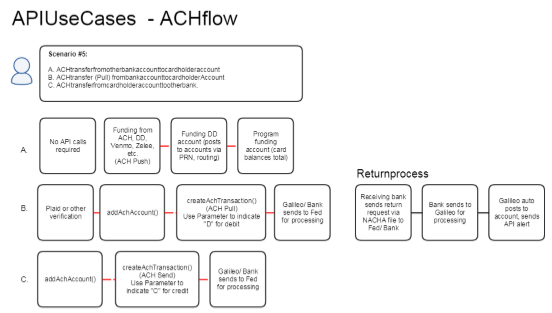 APIUseCases - ACHflow
Scenario #5:
A. ACHtransferfromotherbankaccounttocardholderaccount
B. ACHtransfer (Pull) frombankaccounttocardholderAccount
C. ACHtransferfromcardholderaccounttootherbank.
A.
No API calls
required
Funding from
ACH, DD,
Venmo, Zelee,
etc.
(ACH Push)
Funding DD
account (posts
to accounts via
PRN, routing)
Program
funding
account (card
balances total)
B.
Plaid or other
verification
addAchAccount()
createAchTransaction()
(ACH Pull)
Use Parameter to indicate
"D" for debit
Galileo/ Bank
sends to Fed
for processing
Returnprocess
Receiving bank
sends return
request via
NACHA file to
Fed/ Bank
Bank sends to
Galileo for
processing
Galileo auto
posts to
account, sends
API alert
C.
addAchAccount()
createAchTransaction()
(ACH Send)
Use Parameter to
indicate "C" for credit
Galileo/ Bank
sends to Fed
for processing